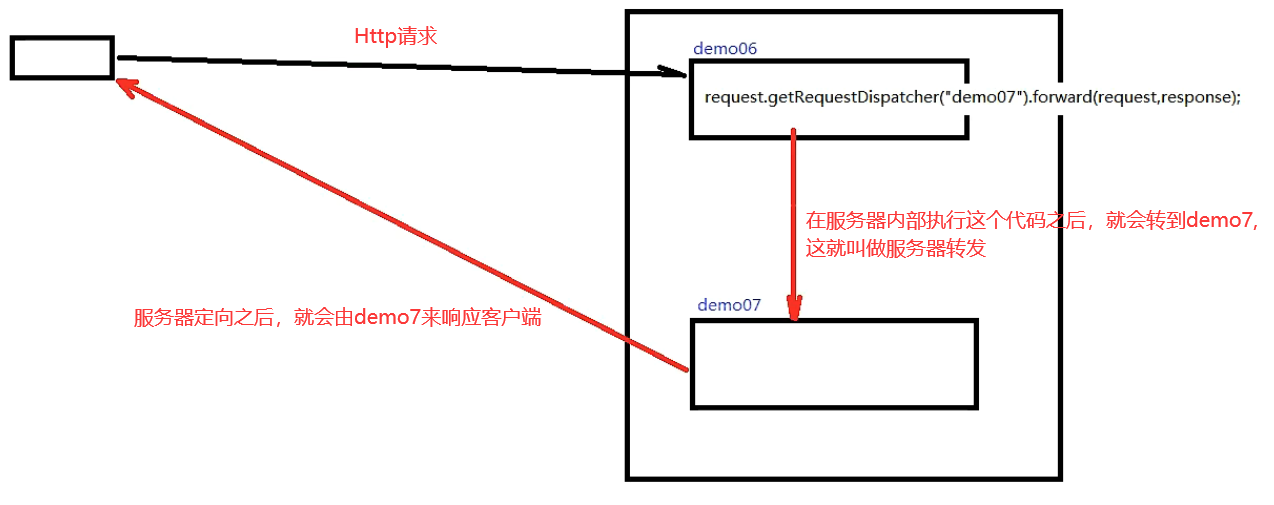 Http请求
demo06
request.getRequestDispatcher("demo07").forward(request,response);
在服务器内部执行这个代码之后，就会转到demo7,
这就叫做服务器转发
demo07
服务器定向之后，就会由demo7来响应客户端